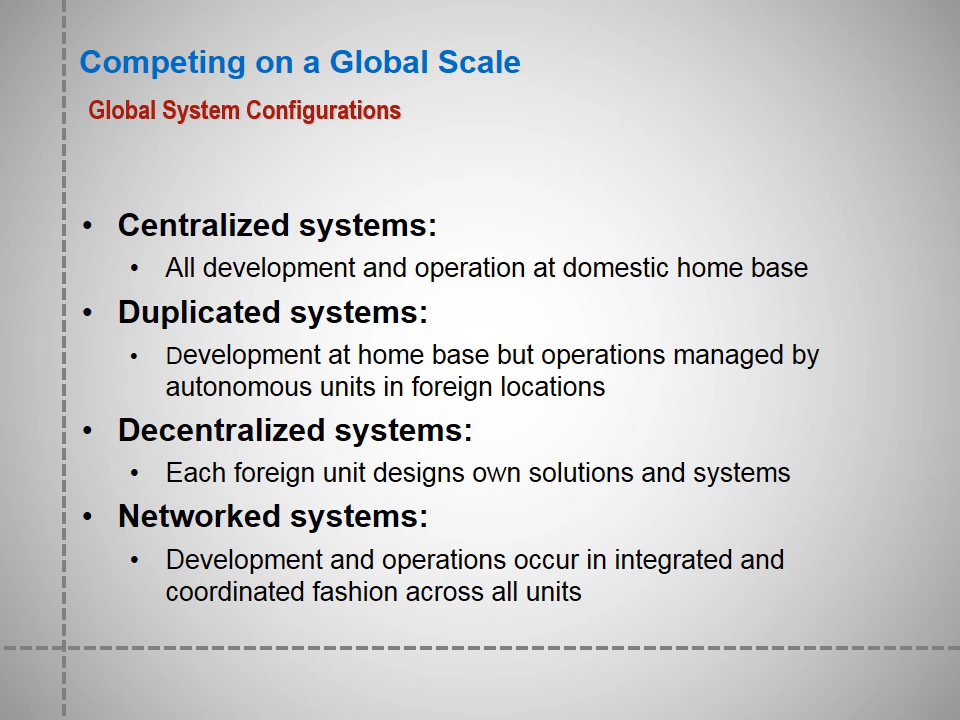 Competing on a Global Scale
Global System Configurations
• Centralized systems:
• All development and operation at domestic home base
• Duplicated systems:
• Development at home base but operations managed by
autonomous units in foreign locations
• Decentralized systems:
• Each foreign unit designs own solutions and systems
• Networked systems:
• Development and operations occur in integrated and
coordinated fashion across all units